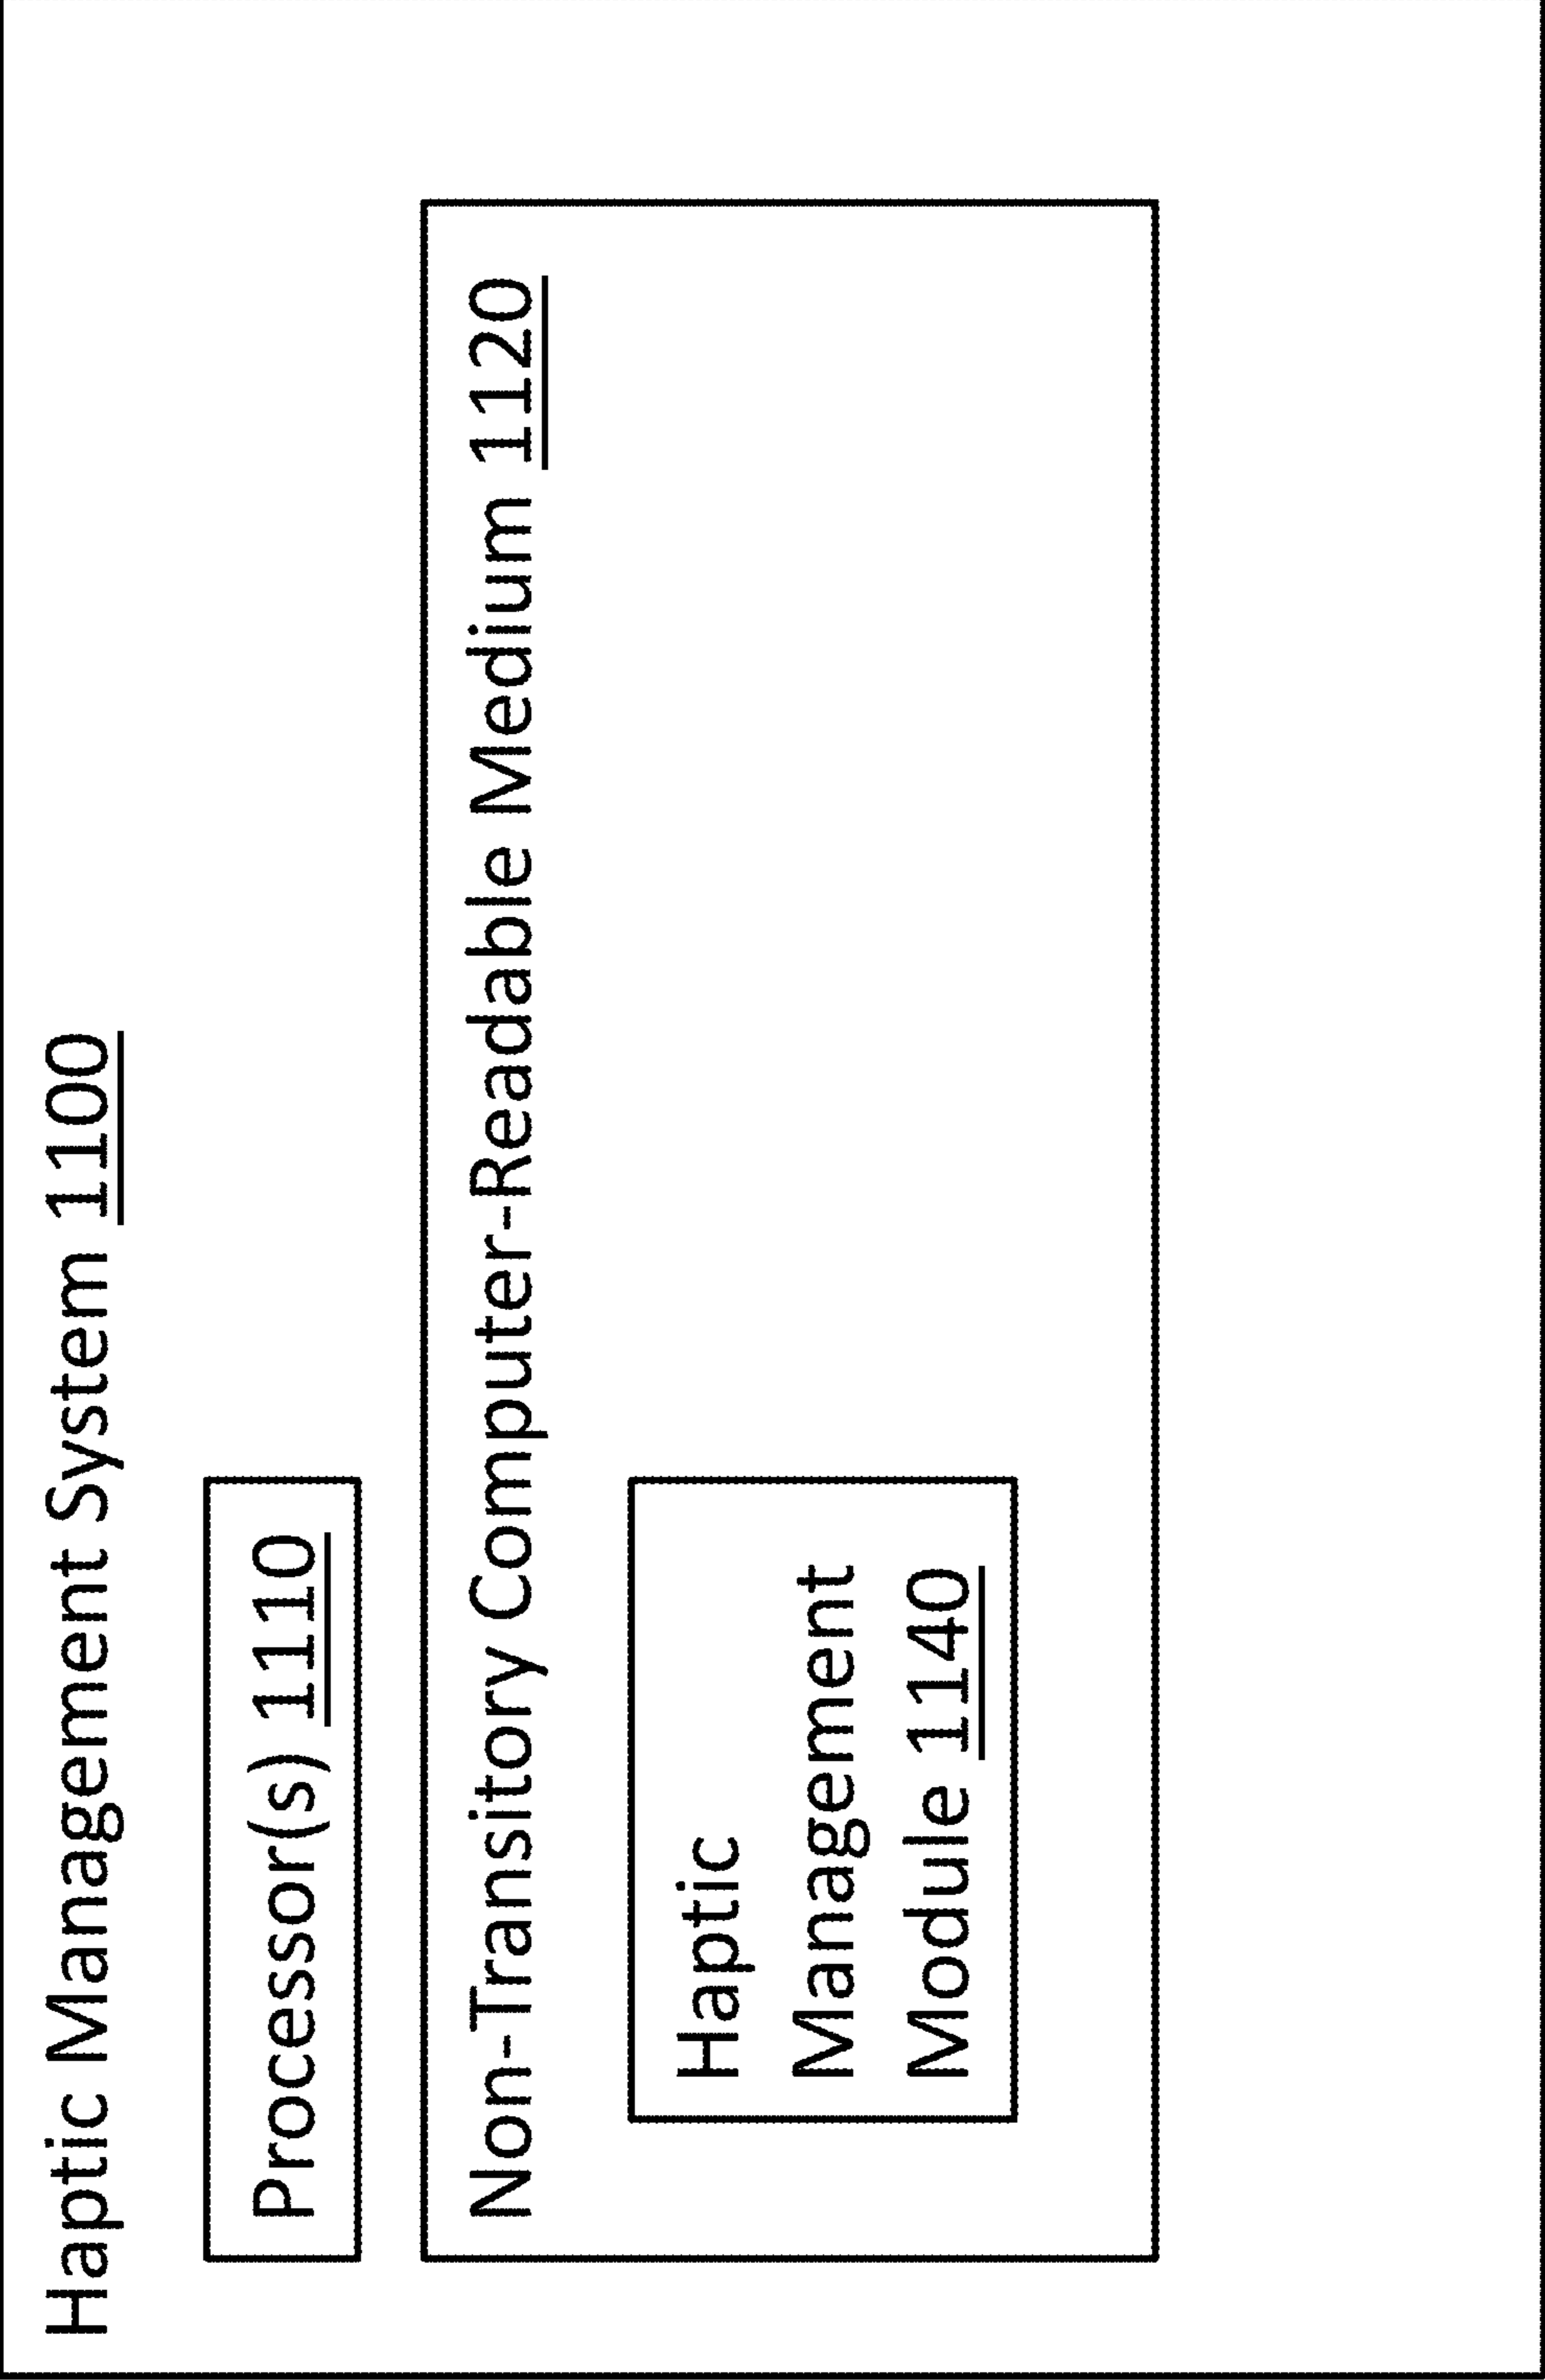 Haptic Management System 1100
Processor(s) 1110
Non-Transitory Computer-Readable Medium 1120
Haptic
Management
Module 1140